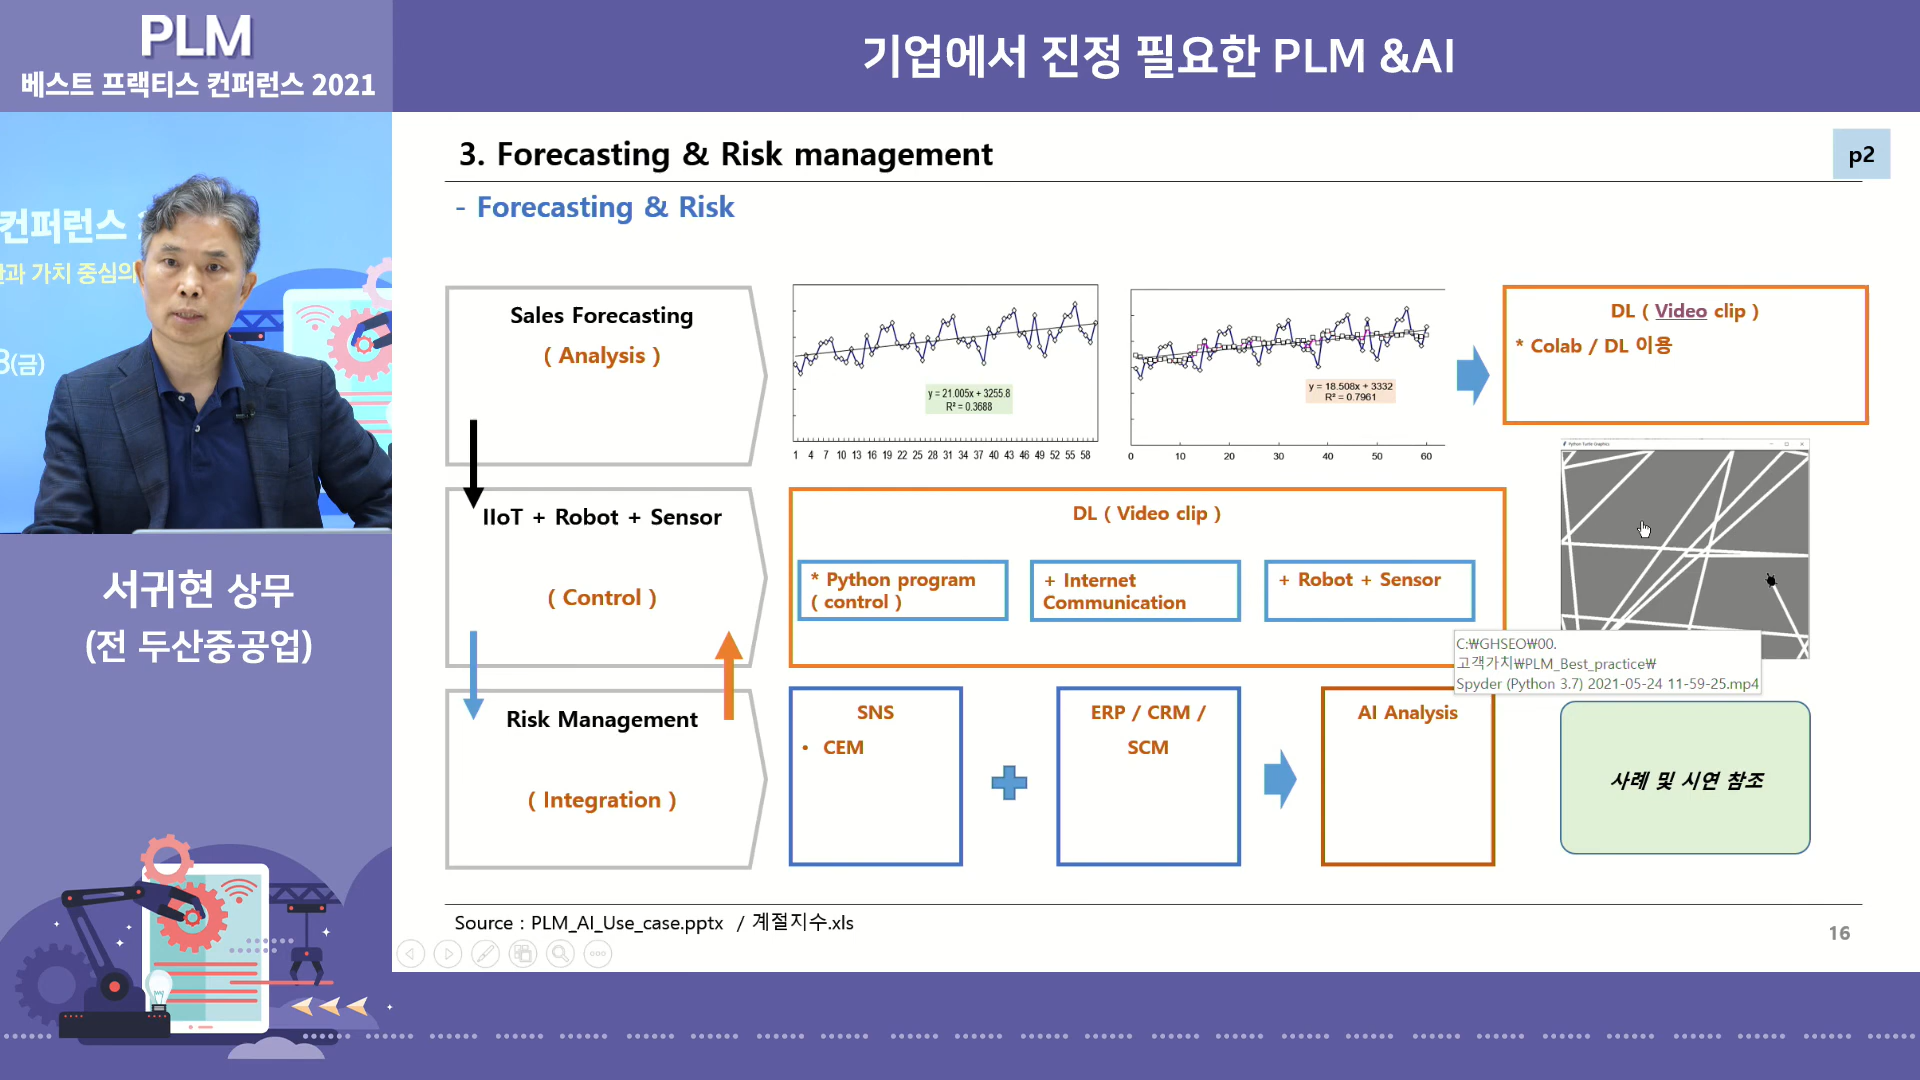 PLM
베스트 프랙티스 컨퍼런스 2021
기업에서 진정 필요한 PLM &AI
컨퍼런스
가치 중심의
(금)
서귀현 상무
(전 두산중공업)
3. Forecasting & Risk management
p2
- Forecasting & Risk
Sales Forecasting
( Analysis )
y = 21.005x + 3255.8
R² = 0.3688
1 4 7 10 13 16 19 22 25 28 31 34 37 40 43 46 49 52 55 58
y = 18.508x + 3332
R² = 0.7961
0 10 20 30 40 50 60
DL ( Video clip )
* Colab / DL 이용
Python Turtle Graphics
IIoT + Robot + Sensor
( Control )
DL ( Video clip )
* Python program
( control )
+ Internet
Communication
+ Robot + Sensor
C:₩GHSEO₩00.
고객가치₩PLM_Best_practice₩
Spyder (Python 3.7) 2021-05-24 11-59-25.mp4
Risk Management
( Integration )
SNS
• CEM
ERP / CRM /
SCM
AI Analysis
사례 및 시연 참조
Source : PLM_AI_Use_case.pptx / 계절지수.xls
16